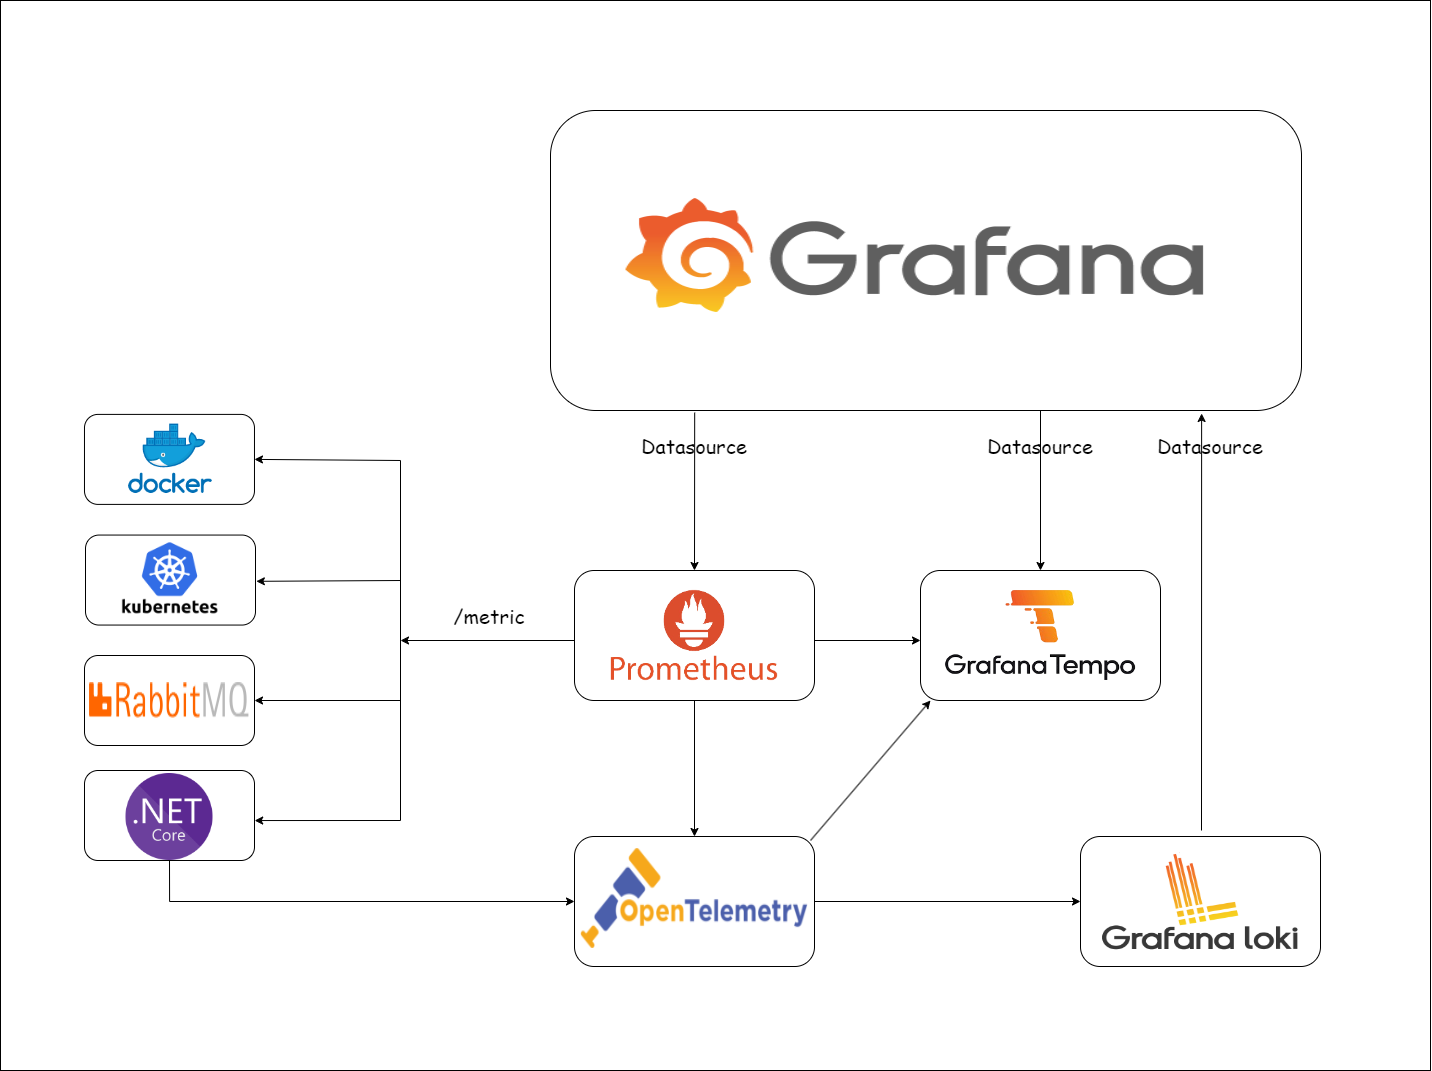 Grafana
Datasource
Datasource
Datasource
docker
kubernetes
/metric
Prometheus
Grafana Tempo
RabbitMQ
.NET
Core
OpenTelemetry
Grafana loki